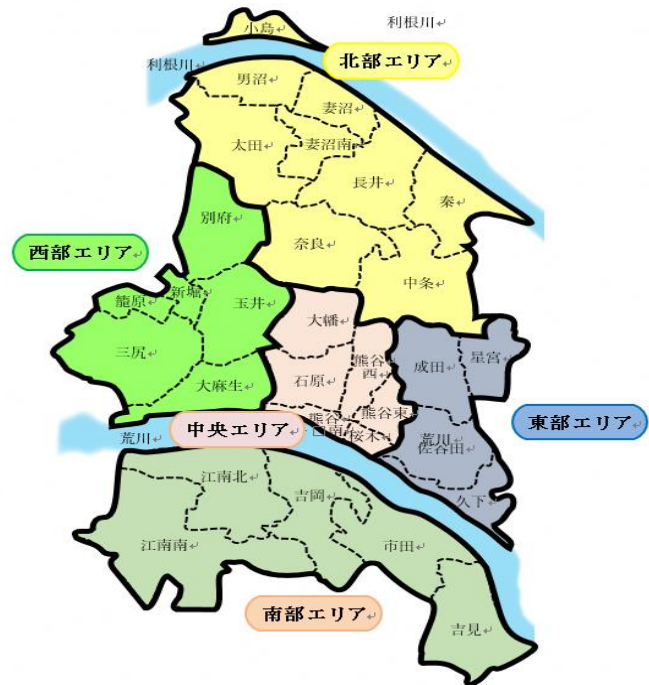 小島
利根川
北部エリア
利根川
男沼
妻沼
太田
妻沼南
長井
秦
別府
奈良
西部エリア
中条
新堀
籠原
玉井
大幡
三尻
成田
星宮
熊谷
西
石原
大麻生
熊谷東
熊谷
南
東部エリア
中央エリア
桜木
荒川
荒川
佐谷田
江南北
吉岡
久下
江南南
市田
南部エリア
吉見